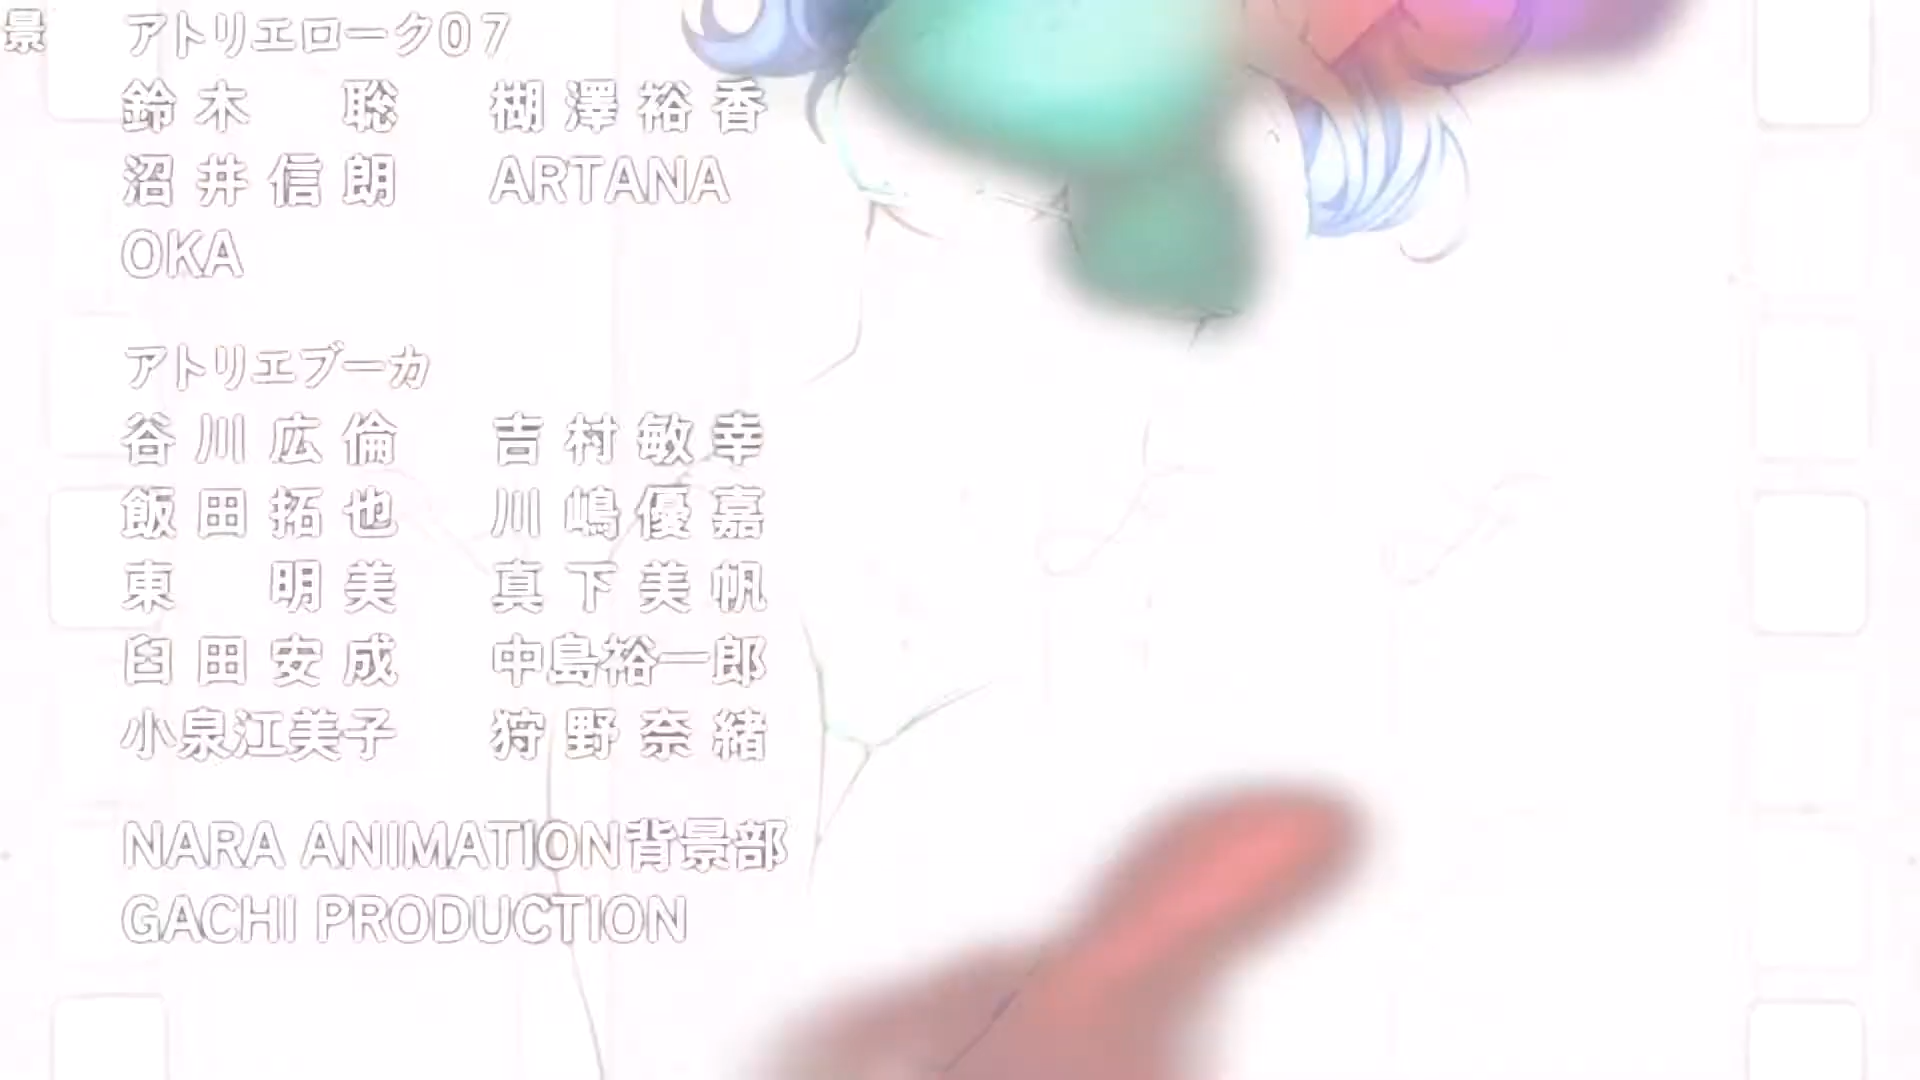 景 アトリエローク07
鈴木 聡 楜澤裕香
沼井信朗 ARTANA
OKA
アトリエブーカ
谷川広倫 吉村敏幸
飯田拓也 川嶋優嘉
東 明美 真下美帆
臼田安成 中島裕一郎
小泉江美子 狩野奈緒
NARA ANIMATION背景部
GACHI PRODUCTION